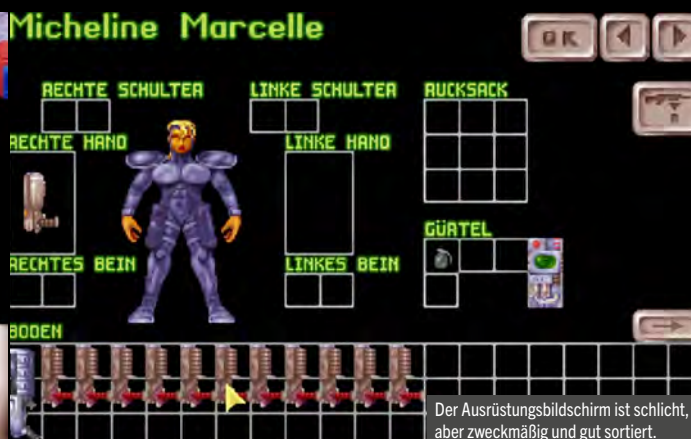 Micheline Marcelle
OK
RECHTE SCHULTER
LINKE SCHULTER
RUCKSACK
RECHTE HAND
LINKE HAND
GÜRTEL
RECHTES BEIN
LINKES BEIN
BODEN
Der Ausrüstungsbildschirm ist schlicht,
aber zweckmäßig und gut sortiert.